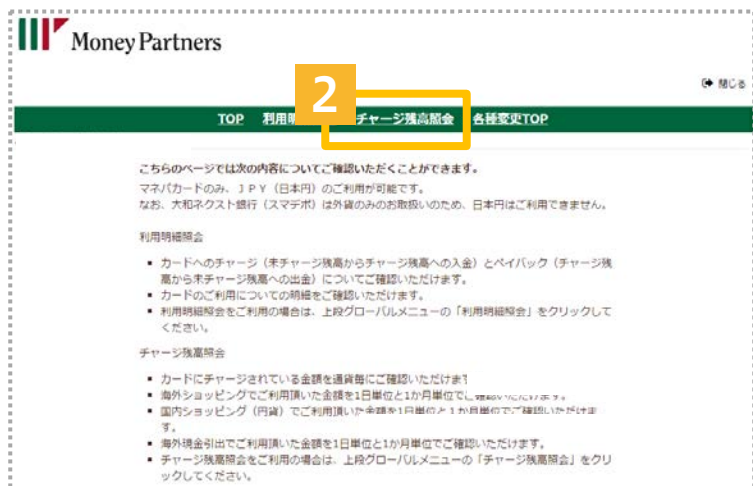 Money Partners
2
閉じる
TOP 利用明 チャージ残高照会 各種変更TOP
こちらのページでは次の内容についてご確認いただくことができます。
マネパカードのみ、JPY（日本円）のご利用が可能です。
なお、大和ネクスト銀行（スマデポ）は外貨のみのお取扱いのため、日本円はご利用できません。
利用明細照会
▪ カードへのチャージ（未チャージ残高からチャージ残高への入金）とペイバック（チャージ残
高から未チャージ残高への出金）についてご確認いただけます。
▪ カードのご利用についての明細をご確認いただけます。
▪ 利用明細照会をご利用の場合は、上段グローバルメニューの「利用明細照会」をクリックして
ください。
チャージ残高照会
▪ カードにチャージされている金額を通貨毎にご確認いただけます
▪ 海外ショッピングでご利用頂いた金額を1日単位と1か月単位でご確認いただけます。
▪ 国内ショッピング（円貨）でご利用頂いた金額を1日単位と1か月単位でご確認いただけま
す。
▪ 海外現金引出でご利用頂いた金額を1日単位と1か月単位でご確認いただけます。
▪ チャージ残高照会をご利用の場合は、上段グローバルメニューの「チャージ残高照会」をクリ
ックしてください。